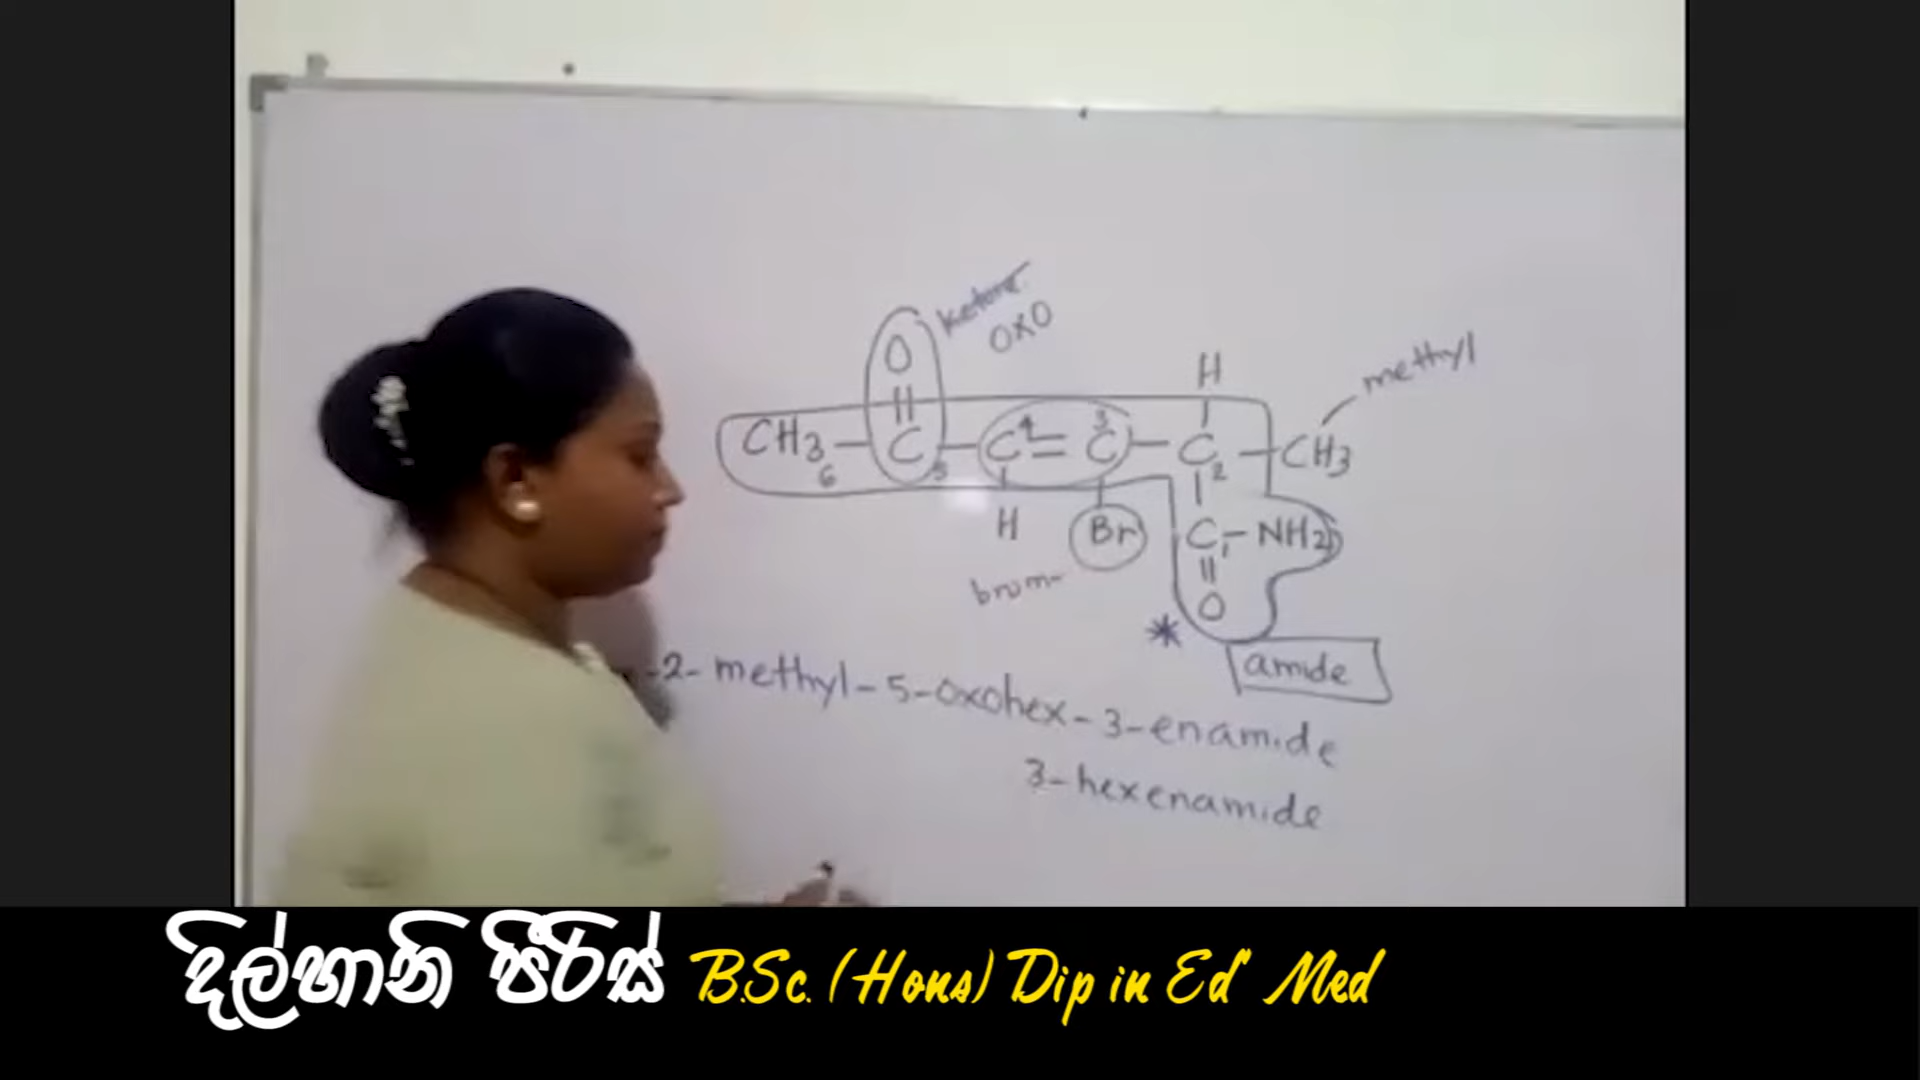 ketone
oxo
O
H
methyl
CH3 6 — C 5 — C 4 = C 3 — C 2 — CH3
H
Br
C 1 — NH2
brom-
O
*
amide
-2- methyl-5-oxohex-3-enamide
3-hexenamide
දිල්හානි පීරිස් B.Sc. (Hons) Dip in Ed Med